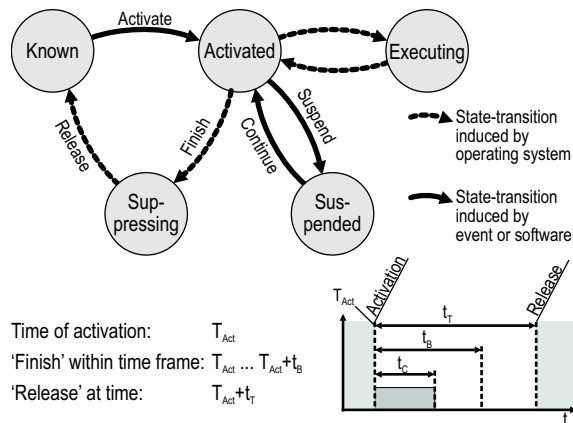 Activate
Known
Activated
Executing
Release
Finish
Suspend
Continue
Sup-
pressing
Sus-
pended
State-transition
induced by
operating system
State-transition
induced by
event or software
Time of activation: T_Act
'Finish' within time frame: T_Act ... T_Act+t_B
'Release' at time: T_Act+t_T
T_Act
Activation
Release
t_T
t_B
t_C
t